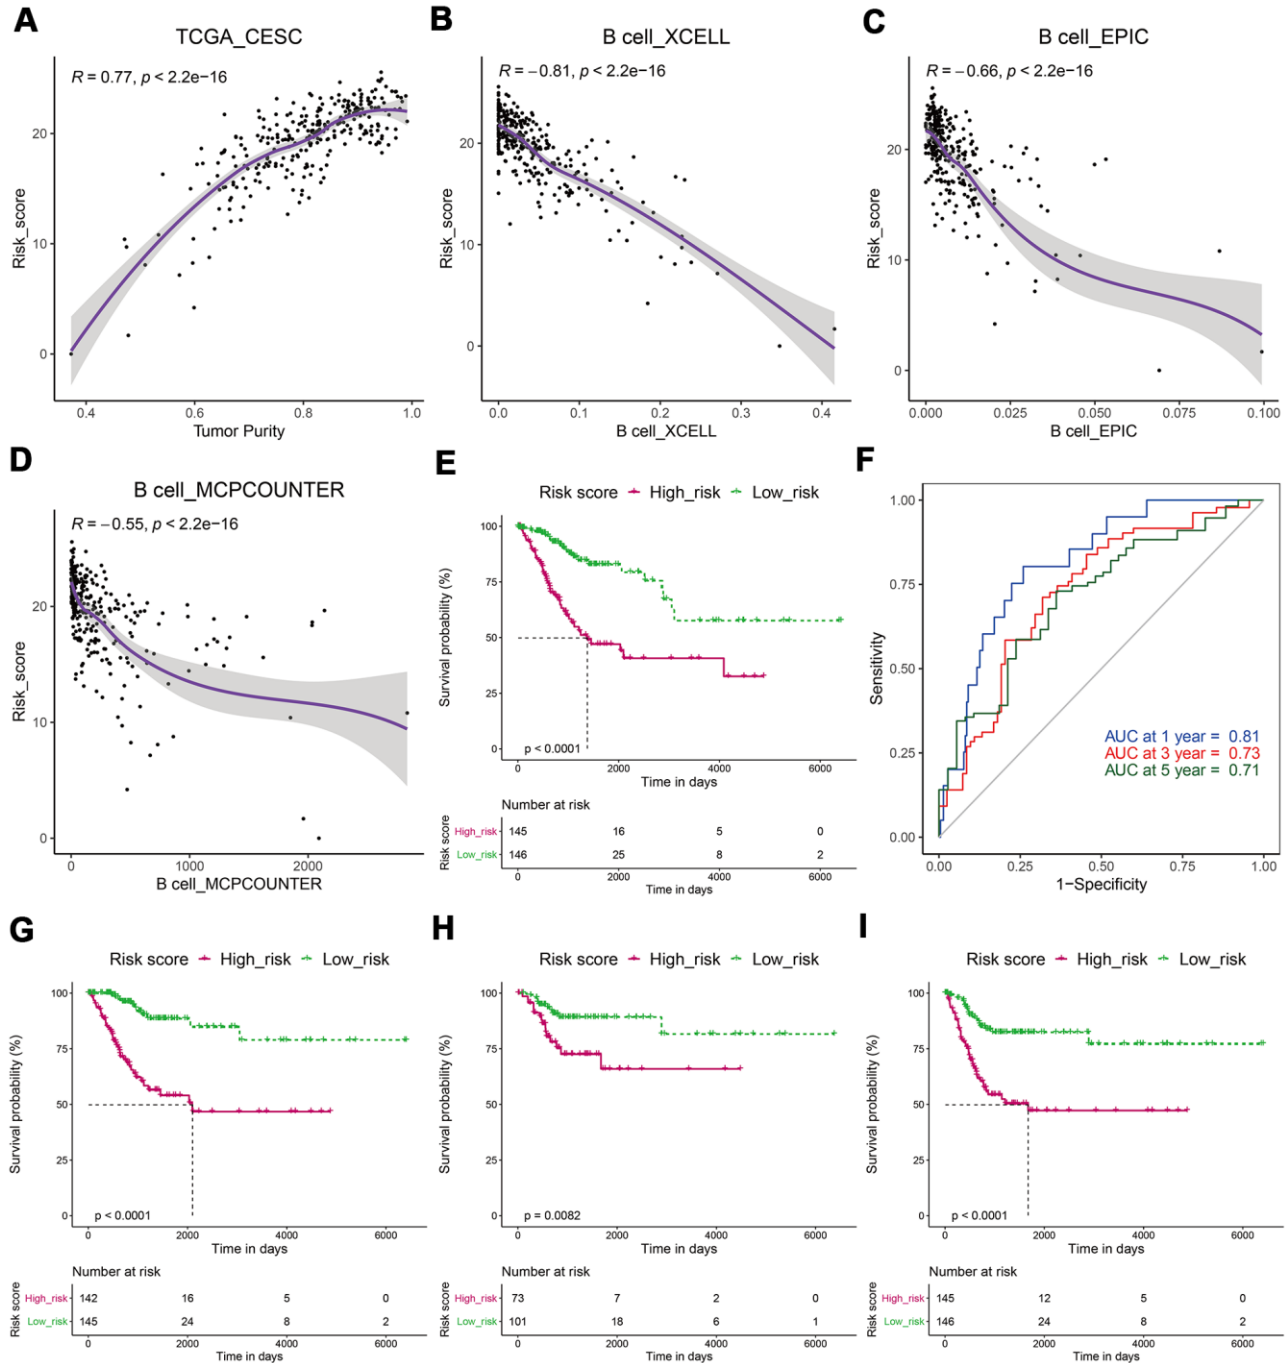 A
TCGA_CESC
R = 0.77, p < 2.2e−16
Risk_score
20
10
0
0.4 0.6 0.8 1.0
Tumor Purity
B
B cell_XCELL
R = −0.81, p < 2.2e−16
Risk_score
20
10
0
0.0 0.1 0.2 0.3 0.4
B cell_XCELL
C
B cell_EPIC
R = −0.66, p < 2.2e−16
Risk_score
20
10
0
0.000 0.025 0.050 0.075 0.100
B cell_EPIC
D
B cell_MCPCOUNTER
R = −0.55, p < 2.2e−16
Risk_score
20
10
0
0 1000 2000
B cell_MCPCOUNTER
E
Risk score High_risk Low_risk
Survival probability (%)
100
75
50
25
0
p < 0.0001
0 2000 4000 6000
Time in days
Number at risk
Risk score
High_risk 145 16 5 0
Low_risk 146 25 8 2
0 2000 4000 6000
Time in days
F
Sensitivity
1.00
0.75
0.50
0.25
0.00
AUC at 1 year = 0.81
AUC at 3 year = 0.73
AUC at 5 year = 0.71
0.00 0.25 0.50 0.75 1.00
1−Specificity
G
Risk score High_risk Low_risk
Survival probability (%)
100
75
50
25
0
p < 0.0001
0 2000 4000 6000
Time in days
Number at risk
Risk score
High_risk 142 16 5 0
Low_risk 145 24 8 2
0 2000 4000 6000
Time in days
H
Risk score High_risk Low_risk
Survival probability (%)
100
75
50
25
0
p = 0.0082
0 2000 4000 6000
Time in days
Number at risk
Risk score
High_risk 73 7 2 0
Low_risk 101 18 6 1
0 2000 4000 6000
Time in days
I
Risk score High_risk Low_risk
Survival probability (%)
100
75
50
25
0
p < 0.0001
0 2000 4000 6000
Time in days
Number at risk
Risk score
High_risk 145 12 5 0
Low_risk 146 24 8 2
0 2000 4000 6000
Time in days